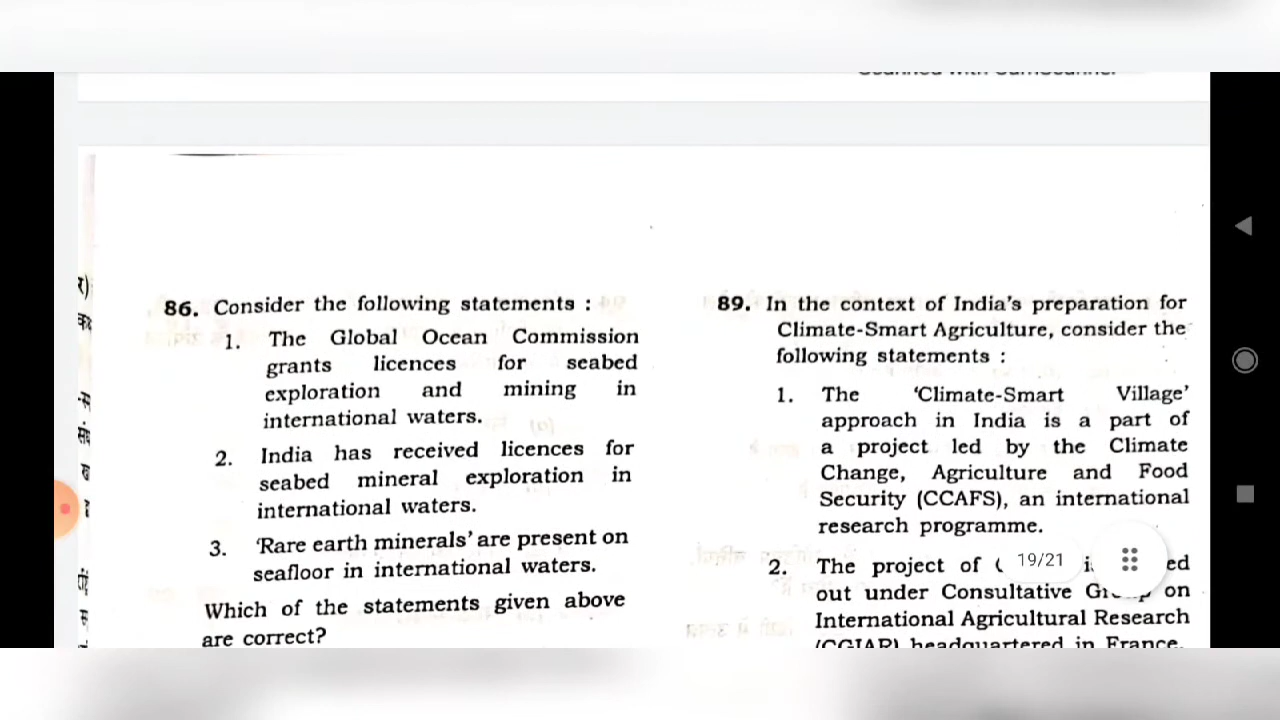 86. Consider the following statements :
1. The Global Ocean Commission
grants licences for seabed
exploration and mining in
international waters.
2. India has received licences for
seabed mineral exploration in
international waters.
3. 'Rare earth minerals' are present on
seafloor in international waters.
Which of the statements given above
are correct?
89. In the context of India's preparation for
Climate-Smart Agriculture, consider the
following statements :
1. The 'Climate-Smart Village'
approach in India is a part of
a project led by the Climate
Change, Agriculture and Food
Security (CCAFS), an international
research programme.
2. The project of
out under Consultative on
International Agricultural Research
(CGIAR) headquartered in France.
19/21